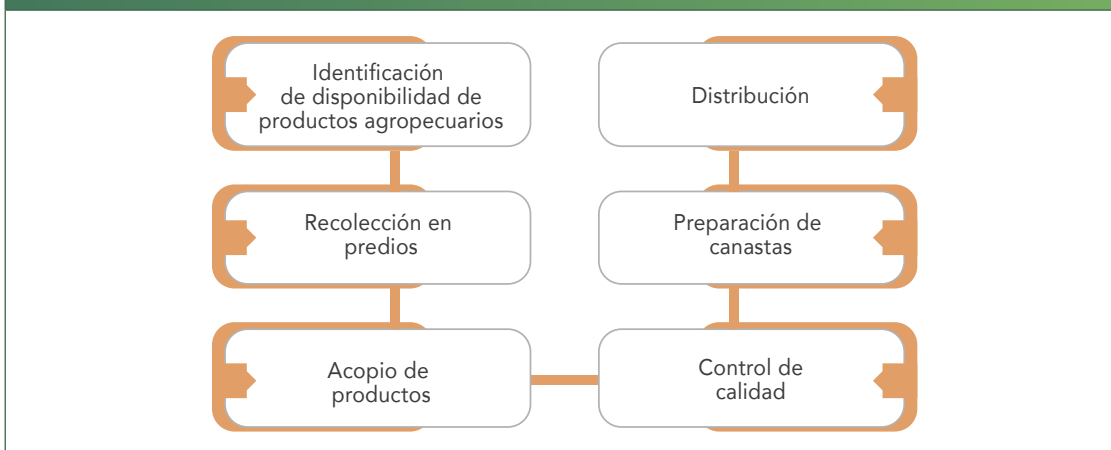 Identificación
de disponibilidad de
productos agropecuarios
Recolección en
predios
Acopio de
productos
Control de
calidad
Preparación de
canastas
Distribución